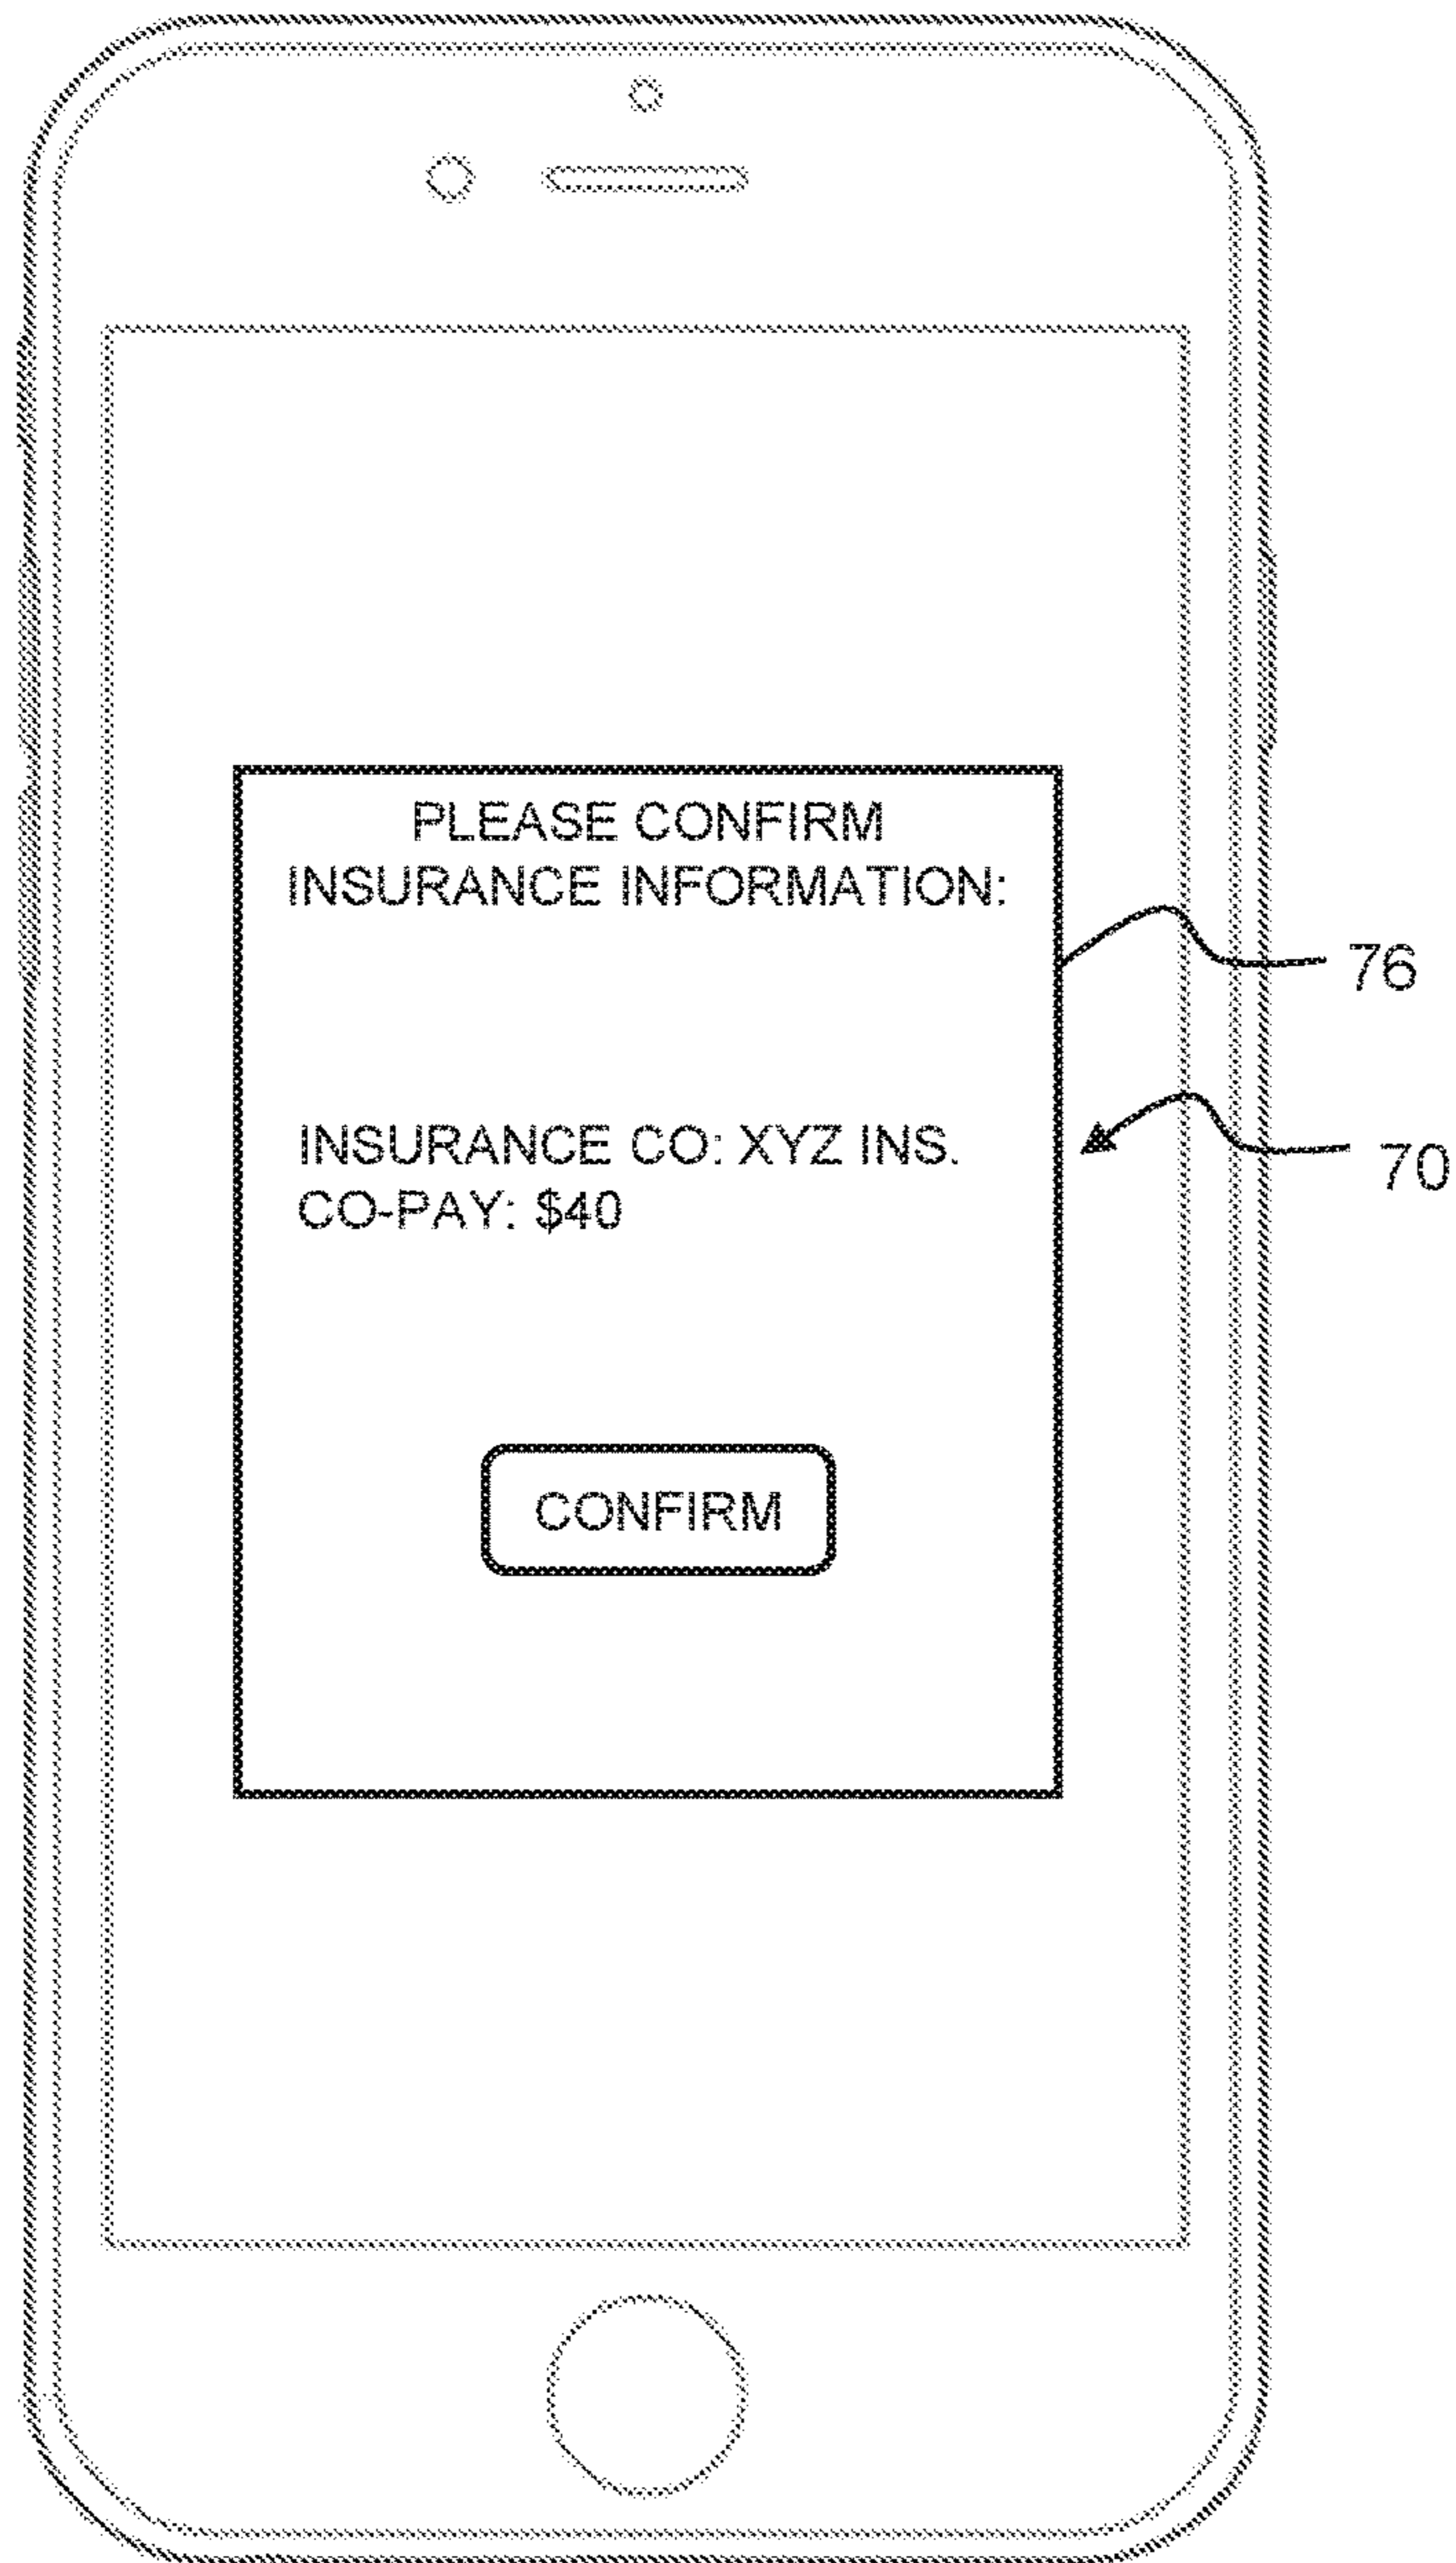 PLEASE CONFIRM
INSURANCE INFORMATION:
76
INSURANCE CO: XYZ INS.
70
CO-PAY: $40
CONFIRM